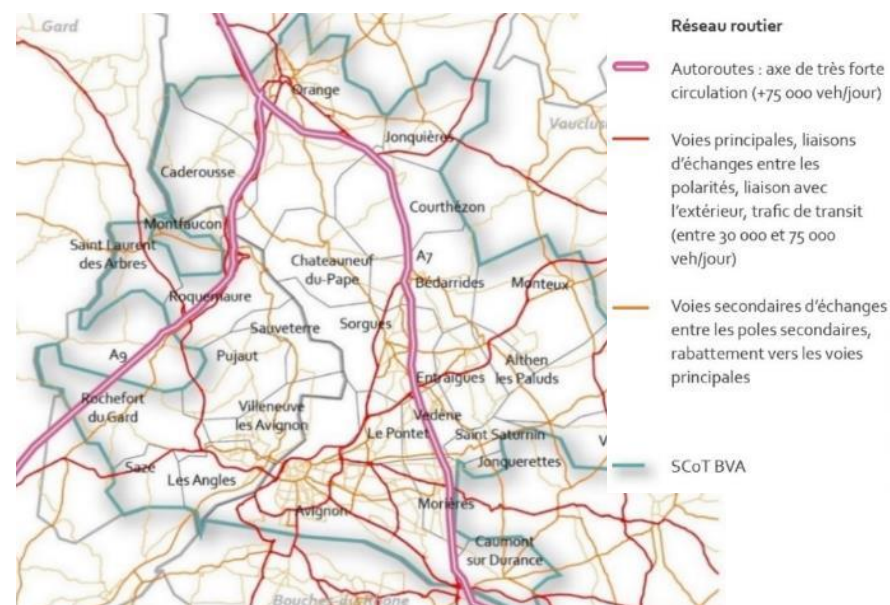 Gard
Orange
Vaucluse
Jonquières
Caderousse
Courthézon
Montfaucon
Saint Laurent
des Arbres
Chateauneuf
du-Pape
A7
Bédarrides
Monteux
Roquemaure
Sauveterre
Sorgues
A9
Pujaut
Entraigues
Althen
les Paluds
Rochefort
du Gard
Villeneuve
les Avignon
Vedène
Le Pontet
Saint Saturnin
V
Jonquerettes
Saze
Les Angles
Avignon
Morières
Caumont
sur Durance
Bouches du Rhône
Réseau routier
Autoroutes : axe de très forte
circulation (+75 000 veh/jour)
Voies principales, liaisons
d'échanges entre les
polarités, liaison avec
l'extérieur, trafic de transit
(entre 30 000 et 75 000
veh/jour)
Voies secondaires d'échanges
entre les poles secondaires,
rabattement vers les voies
principales
SCoT BVA